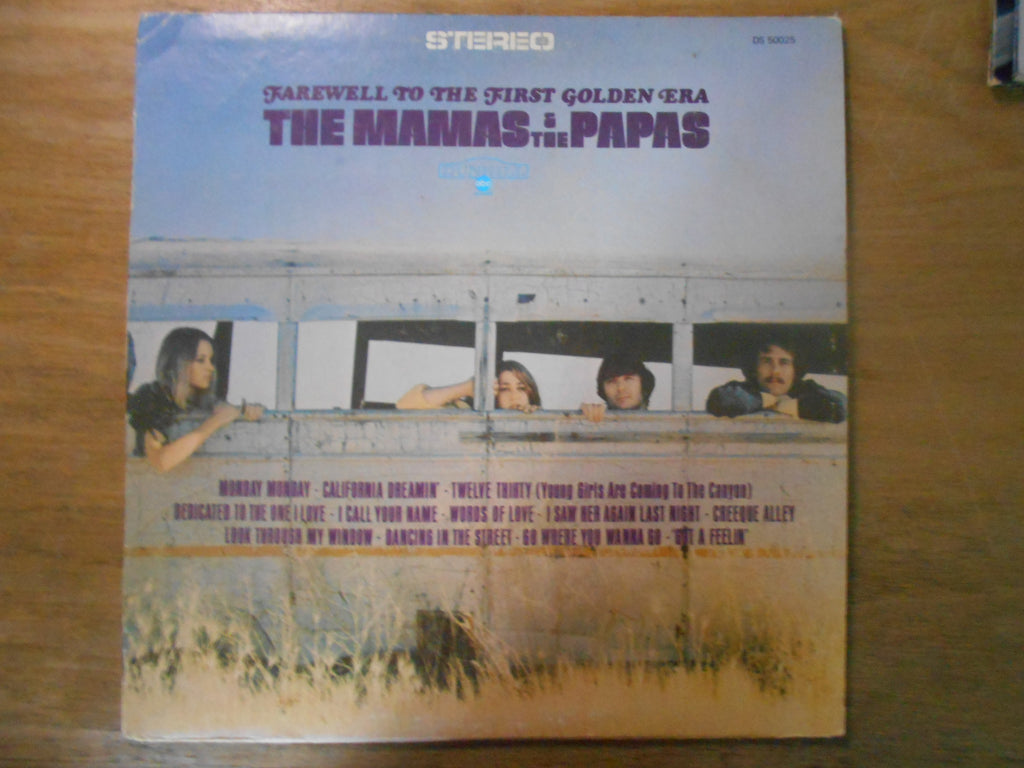 STEREO
DS 50025
FAREWELL TO THE FIRST GOLDEN ERA
THE MAMAS & THE PAPAS
DUNHILL
abc
MONDAY MONDAY - CALIFORNIA DREAMIN' - TWELVE THIRTY (Young Girls Are Coming To The Canyon)
DEDICATED TO THE ONE I LOVE - I CALL YOUR NAME - WORDS OF LOVE - I SAW HER AGAIN LAST NIGHT - CREEQUE ALLEY
LOOK THROUGH MY WINDOW - DANCING IN THE STREET - GO WHERE YOU WANNA GO - 'GOT A FEELIN'